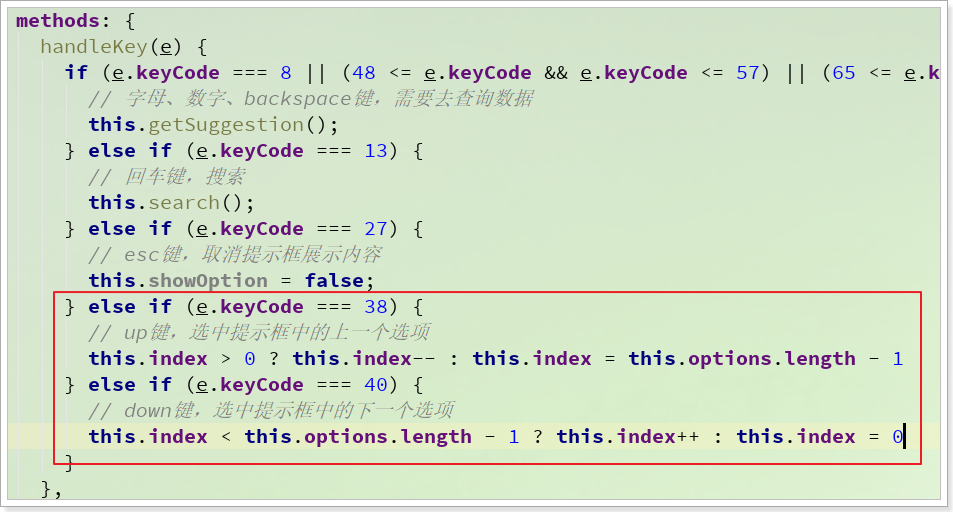 methods: {
handleKey(e) {
if (e.keyCode === 8 || (48 <= e.keyCode && e.keyCode <= 57) || (65 <= e.k
// 字母、数字、backspace键，需要去查询数据
this.getSuggestion();
} else if (e.keyCode === 13) {
// 回车键，搜索
this.search();
} else if (e.keyCode === 27) {
// esc键，取消提示框展示内容
this.showOption = false;
} else if (e.keyCode === 38) {
// up键，选中提示框中的上一个选项
this.index > 0 ? this.index-- : this.index = this.options.length - 1
} else if (e.keyCode === 40) {
// down键，选中提示框中的下一个选项
this.index < this.options.length - 1 ? this.index++ : this.index = 0
}
},